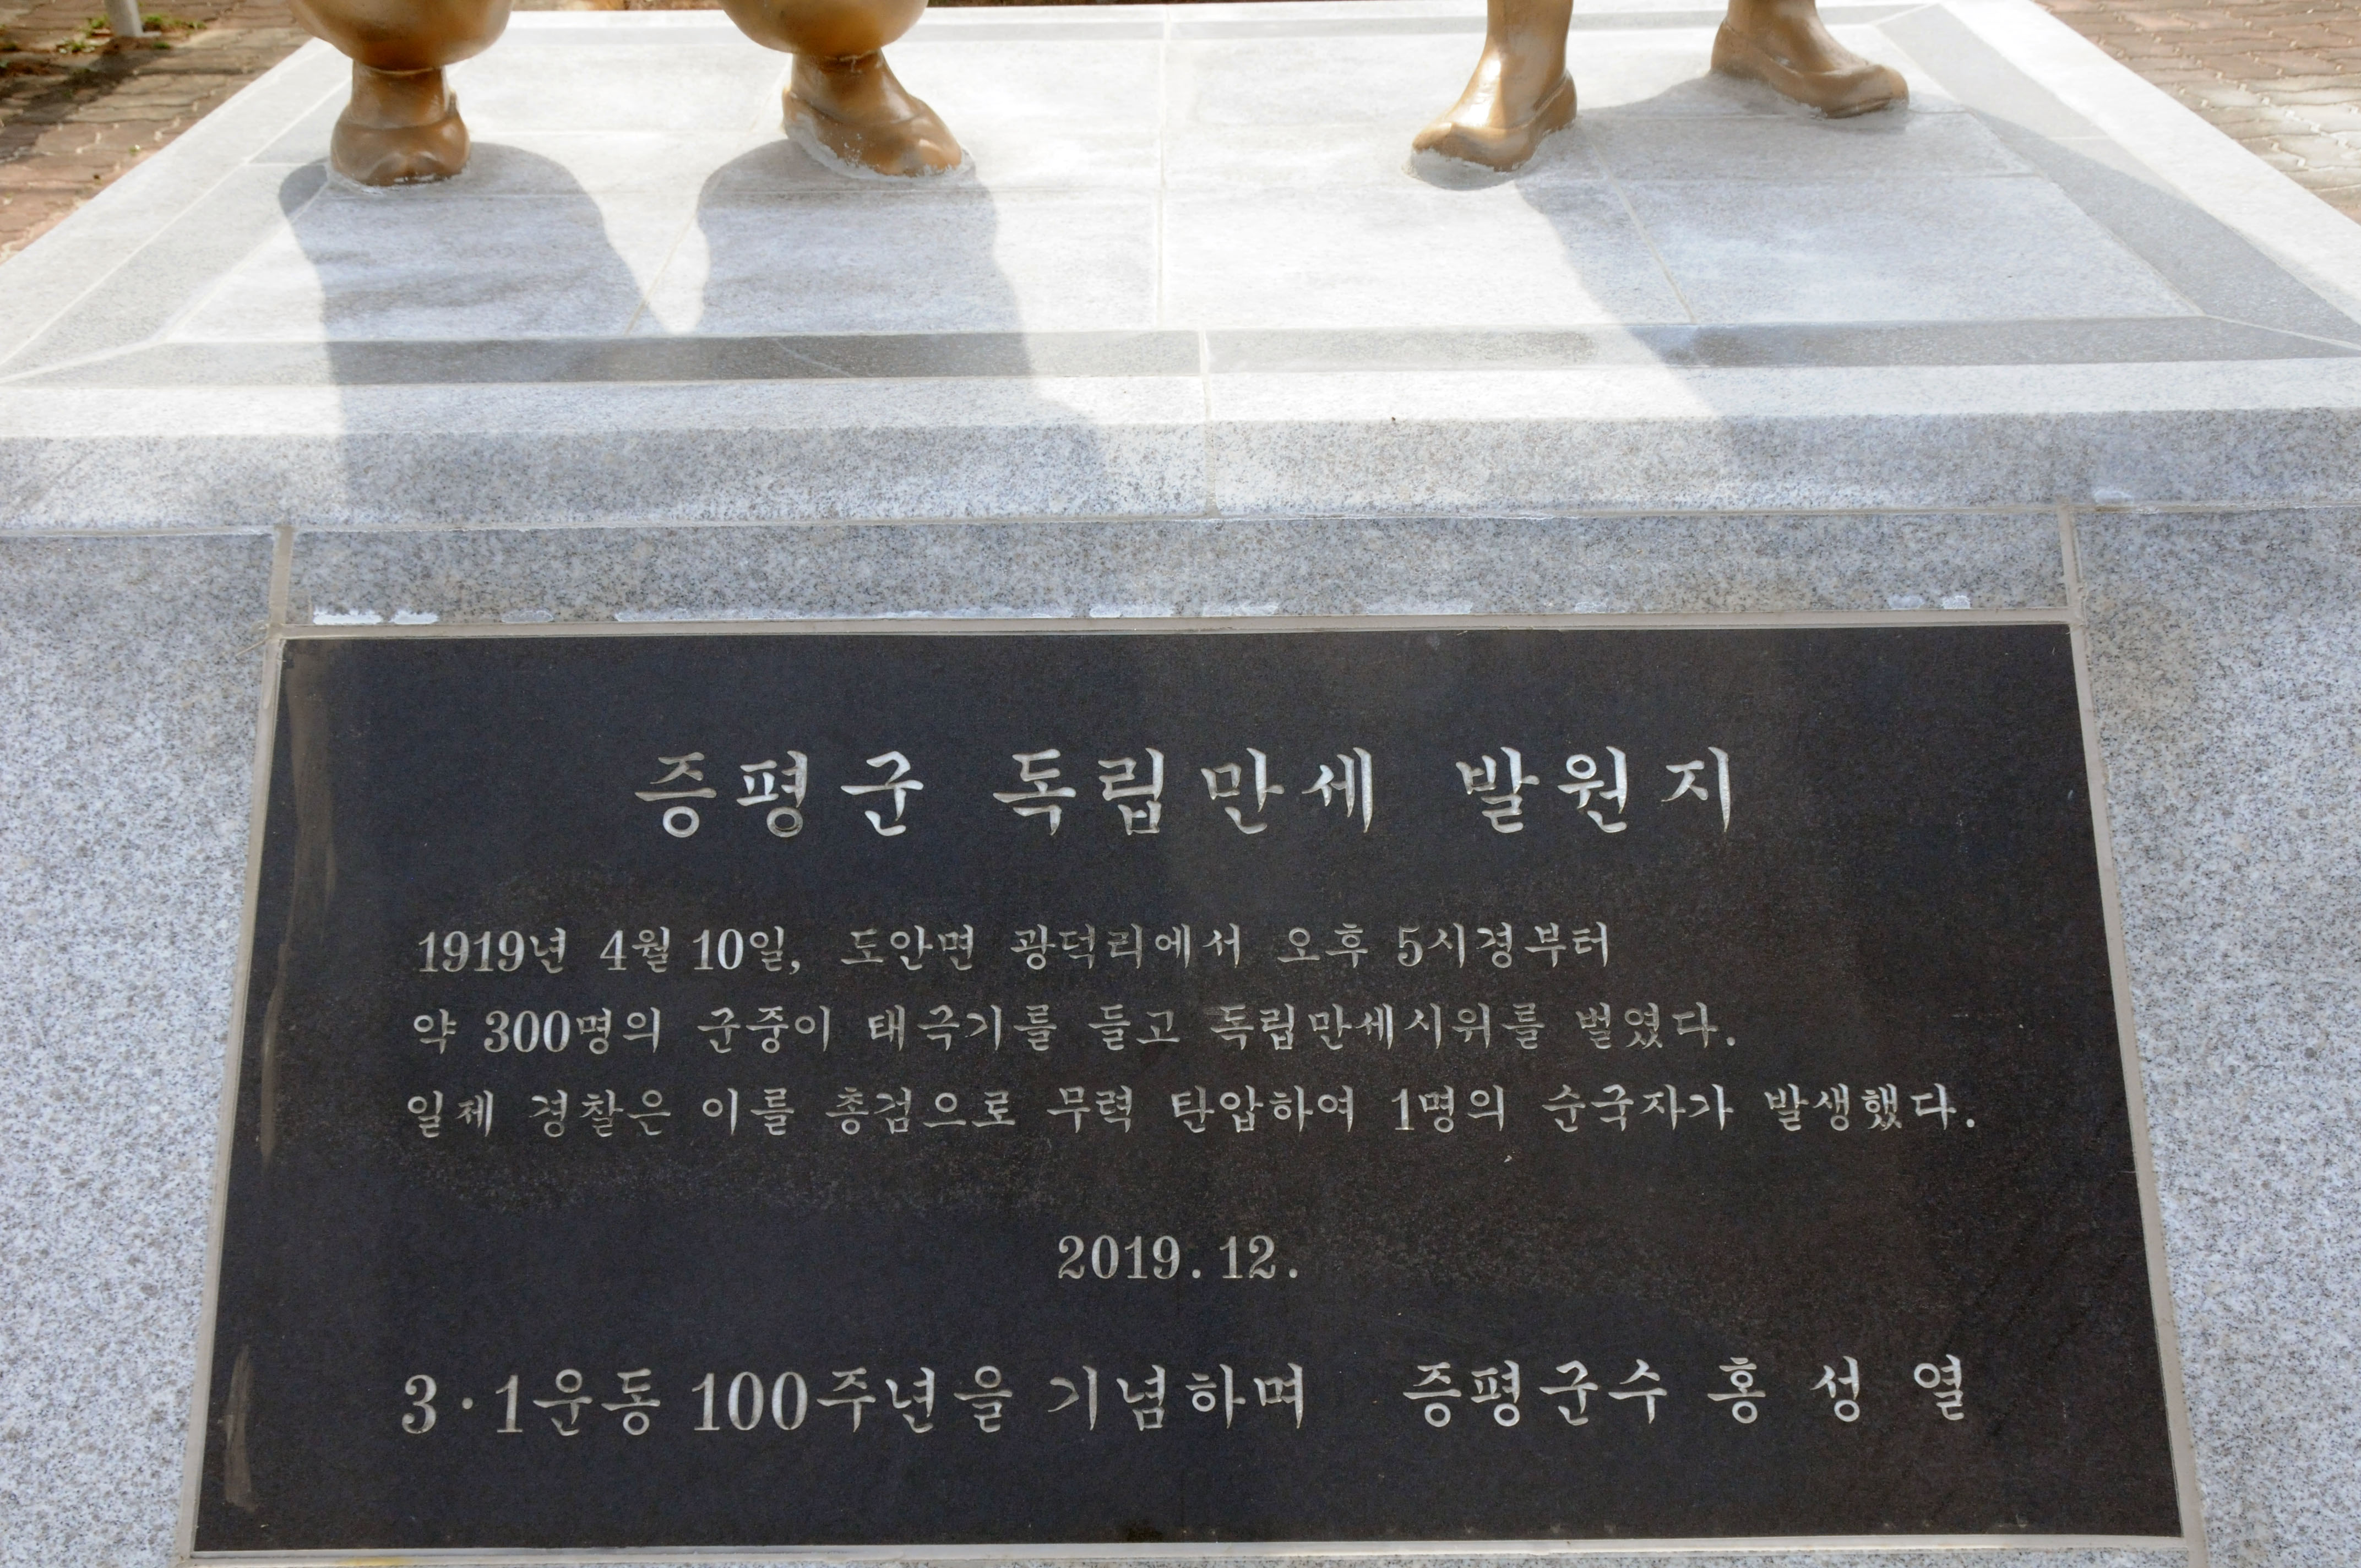 증평군 독립만세 발원지
1919년 4월 10일, 도안면 광덕리에서 오후 5시경부터
약 300명의 군중이 태극기를 들고 독립만세시위를 벌였다.
일제 경찰은 이를 총검으로 무력 탄압하여 1명의 순국자가 발생했다.
2019. 12.
3·1운동 100주년을 기념하며 증평군수 홍성열